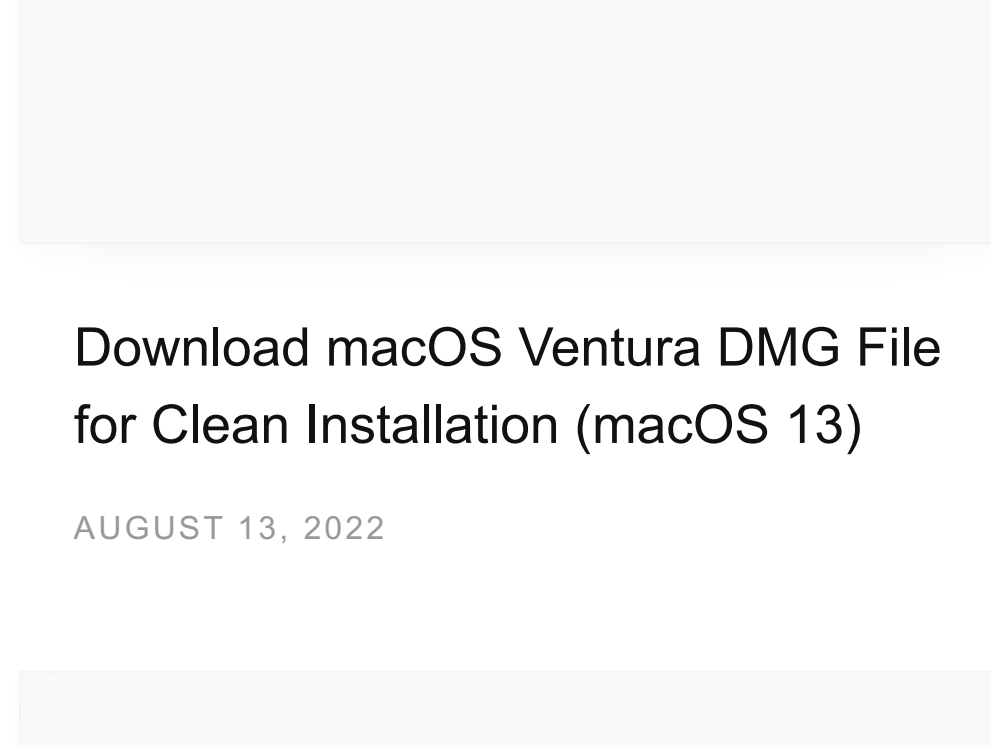 Download macOS Ventura DMG File
for Clean Installation (macOS 13)
AUGUST 13, 2022